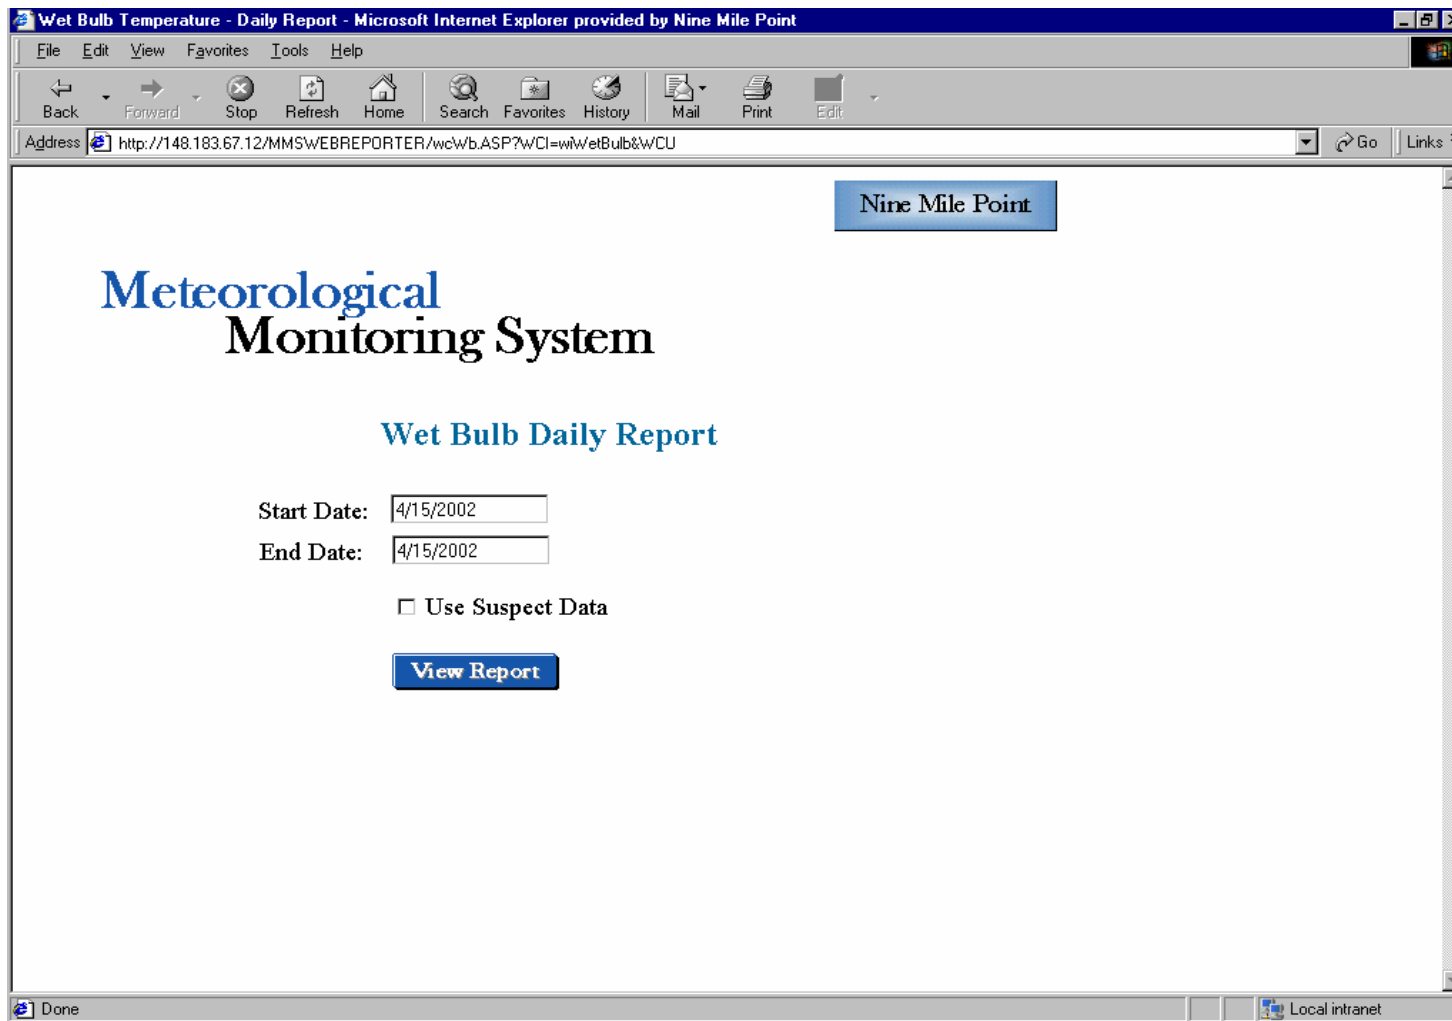 Wet Bulb Temperature - Daily Report - Microsoft Internet Explorer provided by Nine Mile Point
File Edit View Favorites Tools Help
Back Forward Stop Refresh Home Search Favorites History Mail Print Edit
Address http://148.183.67.12/MMSWEBREPORTER/wcWb.ASP?WCI=wiWetBulb&WCU Go Links
Nine Mile Point
Meteorological
Monitoring System
Wet Bulb Daily Report
Start Date: 4/15/2002
End Date: 4/15/2002
Use Suspect Data
View Report
Done Local intranet